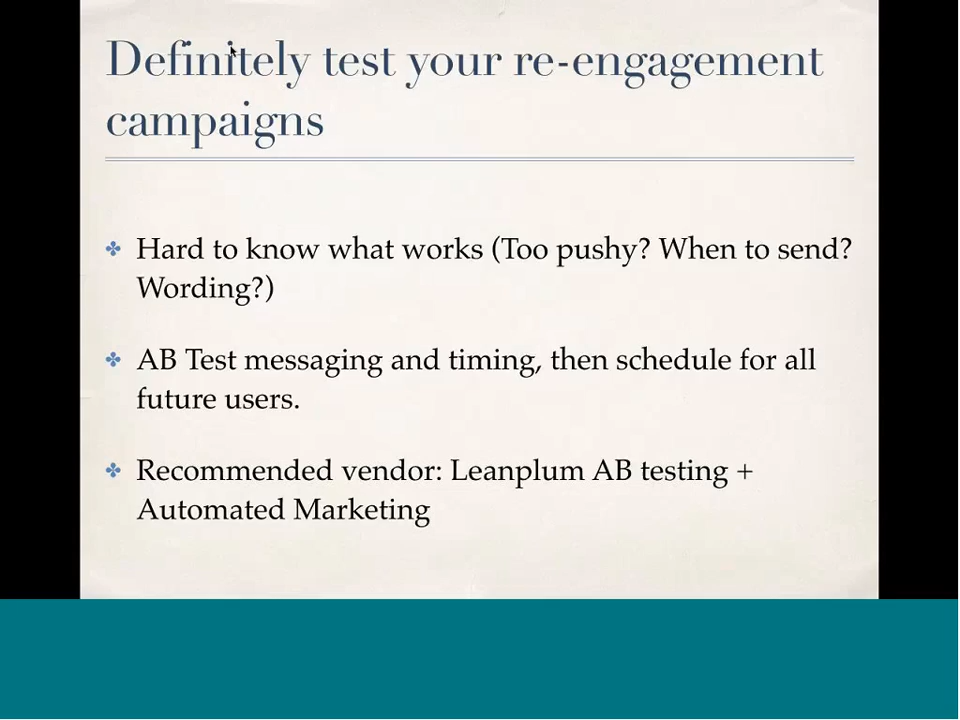 Definitely test your re-engagement
campaigns
Hard to know what works (Too pushy? When to send?
Wording?)
AB Test messaging and timing, then schedule for all
future users.
Recommended vendor: Leanplum AB testing +
Automated Marketing